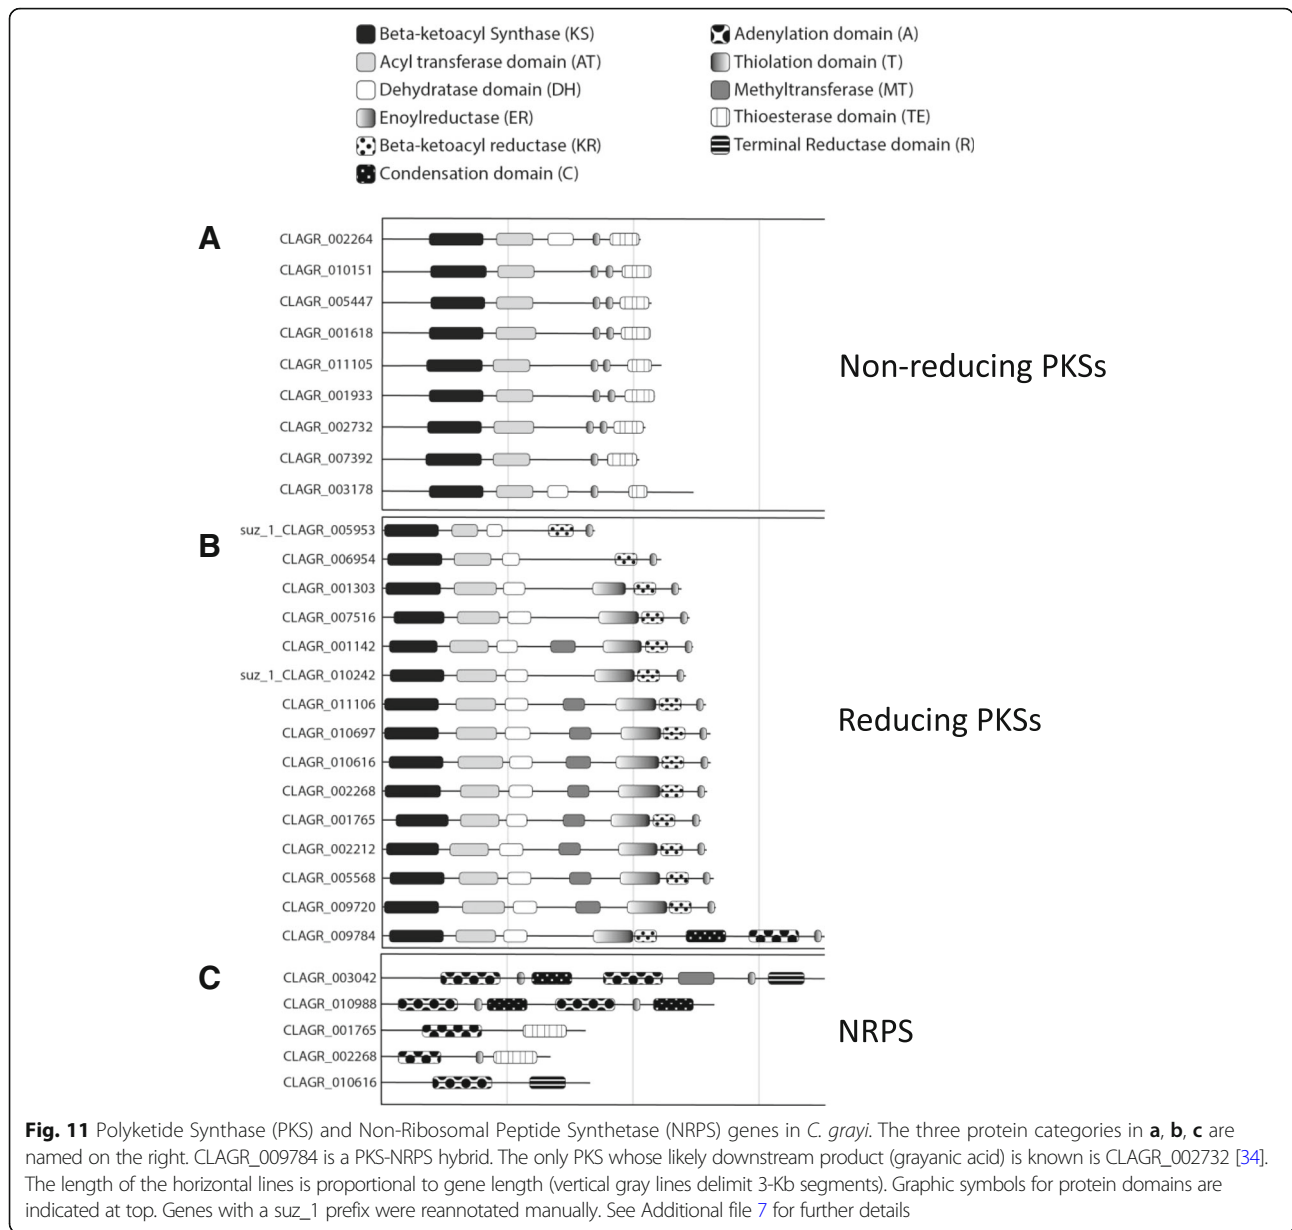 Beta-ketoacyl Synthase (KS)
Acyl transferase domain (AT)
Dehydratase domain (DH)
Enoylreductase (ER)
Beta-ketoacyl reductase (KR)
Condensation domain (C)
Adenylation domain (A)
Thiolation domain (T)
Methyltransferase (MT)
Thioesterase domain (TE)
Terminal Reductase domain (R)
A
CLAGR_002264
CLAGR_010151
CLAGR_005447
CLAGR_001618
CLAGR_011105
CLAGR_001933
CLAGR_002732
CLAGR_007392
CLAGR_003178
Non-reducing PKSs
B
suz_1_CLAGR_005953
CLAGR_006954
CLAGR_001303
CLAGR_007516
CLAGR_001142
suz_1_CLAGR_010242
CLAGR_011106
CLAGR_010697
CLAGR_010616
CLAGR_002268
CLAGR_001765
CLAGR_002212
CLAGR_005568
CLAGR_009720
CLAGR_009784
Reducing PKSs
C
CLAGR_003042
CLAGR_010988
CLAGR_001765
CLAGR_002268
CLAGR_010616
NRPS
Fig. 11 Polyketide Synthase (PKS) and Non-Ribosomal Peptide Synthetase (NRPS) genes in C. grayi. The three protein categories in a, b, c are
named on the right. CLAGR_009784 is a PKS-NRPS hybrid. The only PKS whose likely downstream product (grayanic acid) is known is CLAGR_002732 [34].
The length of the horizontal lines is proportional to gene length (vertical gray lines delimit 3-Kb segments). Graphic symbols for protein domains are
indicated at top. Genes with a suz_1 prefix were reannotated manually. See Additional file 7 for further details